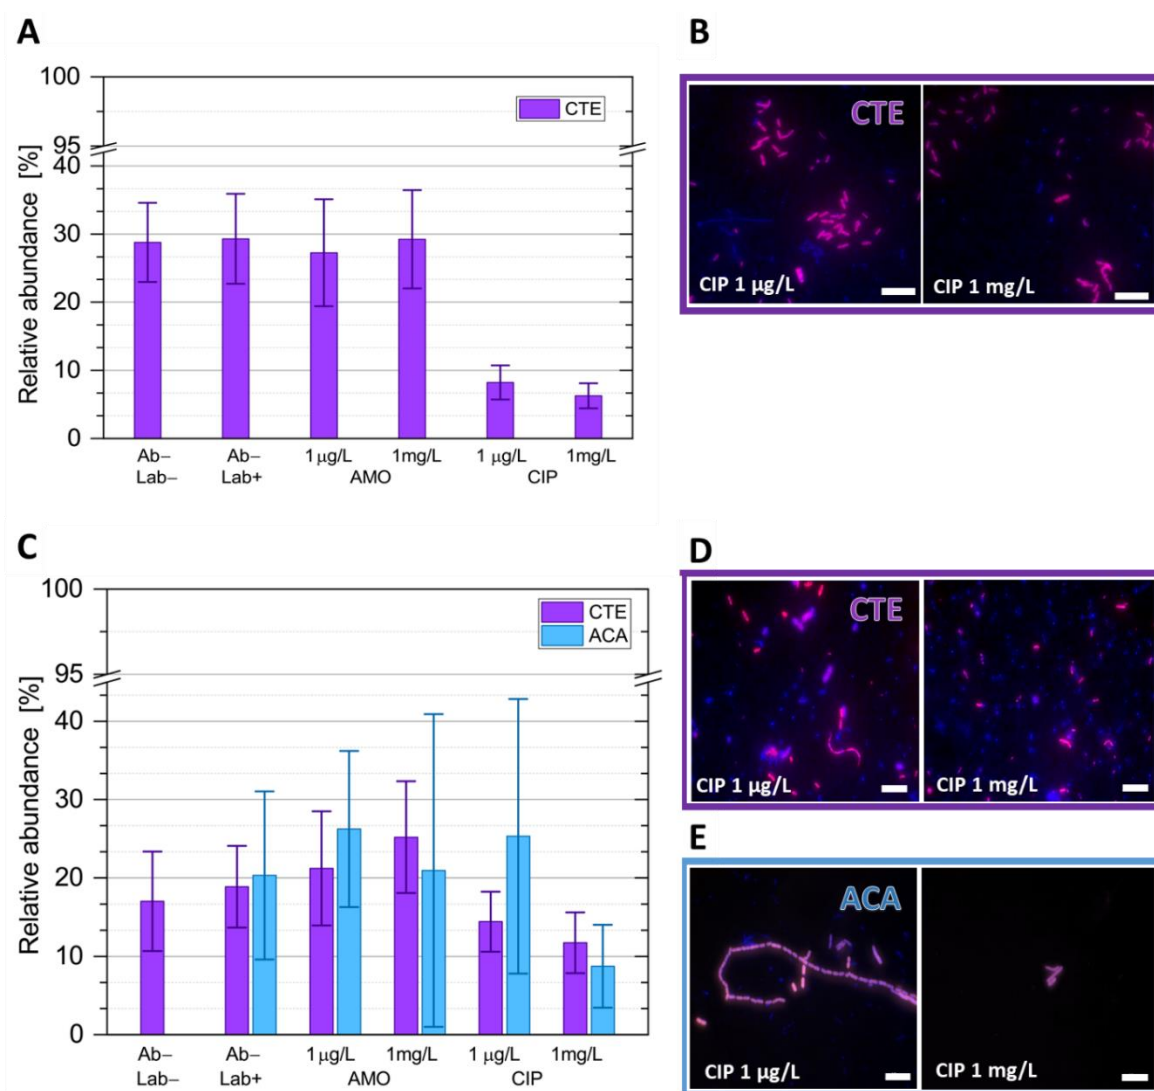 A
100
95
40
30
20
10
0
Relative abundance [%]
CTE
Ab− Ab− 1 μg/L 1mg/L 1 μg/L 1mg/L
Lab− Lab+ AMO CIP
B
CTE
CIP 1 μg/L CIP 1 mg/L
C
100
95
40
30
20
10
0
Relative abundance [%]
CTE
ACA
Ab− Ab− 1 μg/L 1mg/L 1 μg/L 1mg/L
Lab− Lab+ AMO CIP
D
CTE
CIP 1 μg/L CIP 1 mg/L
E
ACA
CIP 1 μg/L CIP 1 mg/L